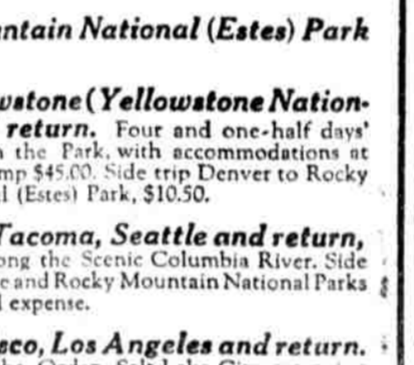 ntain National (Estes) Park
wstone (Yellowstone Nation-
return. Four and one-half days'
the Park, with accommodations at
mp $45.00. Side trip Denver to Rocky
l (Estes) Park, $10.50.
Tacoma, Seattle and return,
ong the Scenic Columbia River. Side
e and Rocky Mountain National Parks
l expense.
sco, Los Angeles and return.